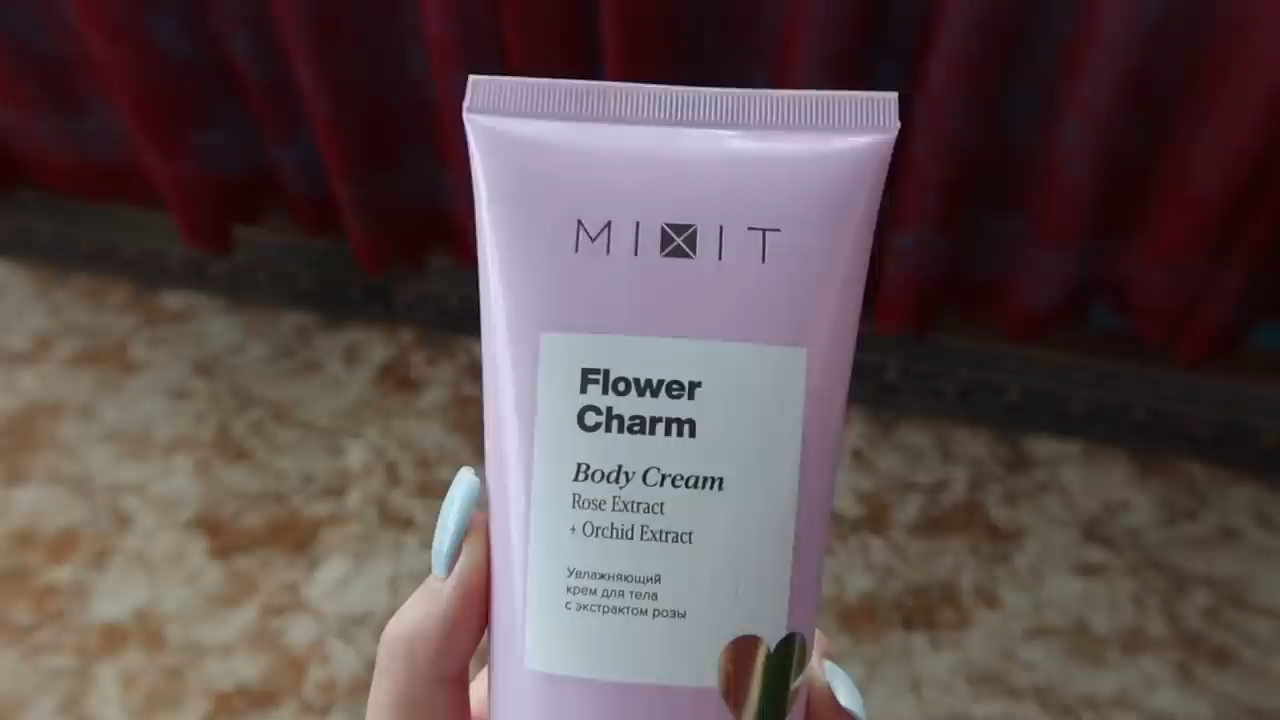 MIXIT
Flower
Charm
Body Cream
Rose Extract
+ Orchid Extract
Увлажняющий
крем для тела
с экстрактом розы